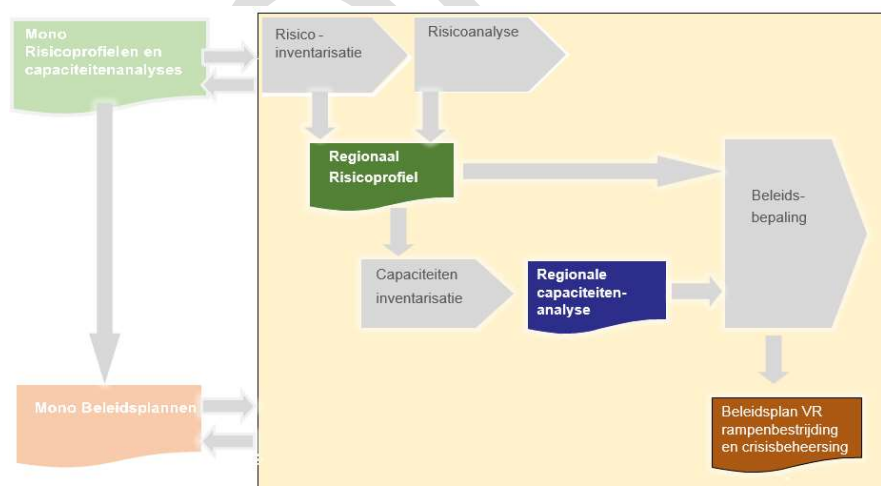 Mono
Risicoprofielen en
capaciteitenanalyses
Risico -
inventarisatie
Risicoanalyse
Regionaal
Risicoprofiel
Beleids-
bepaling
Capaciteiten
inventarisatie
Regionale
capaciteiten-
analyse
Mono Beleidsplannen
Beleidsplan VR
rampenbestrijding
en crisisbeheersing